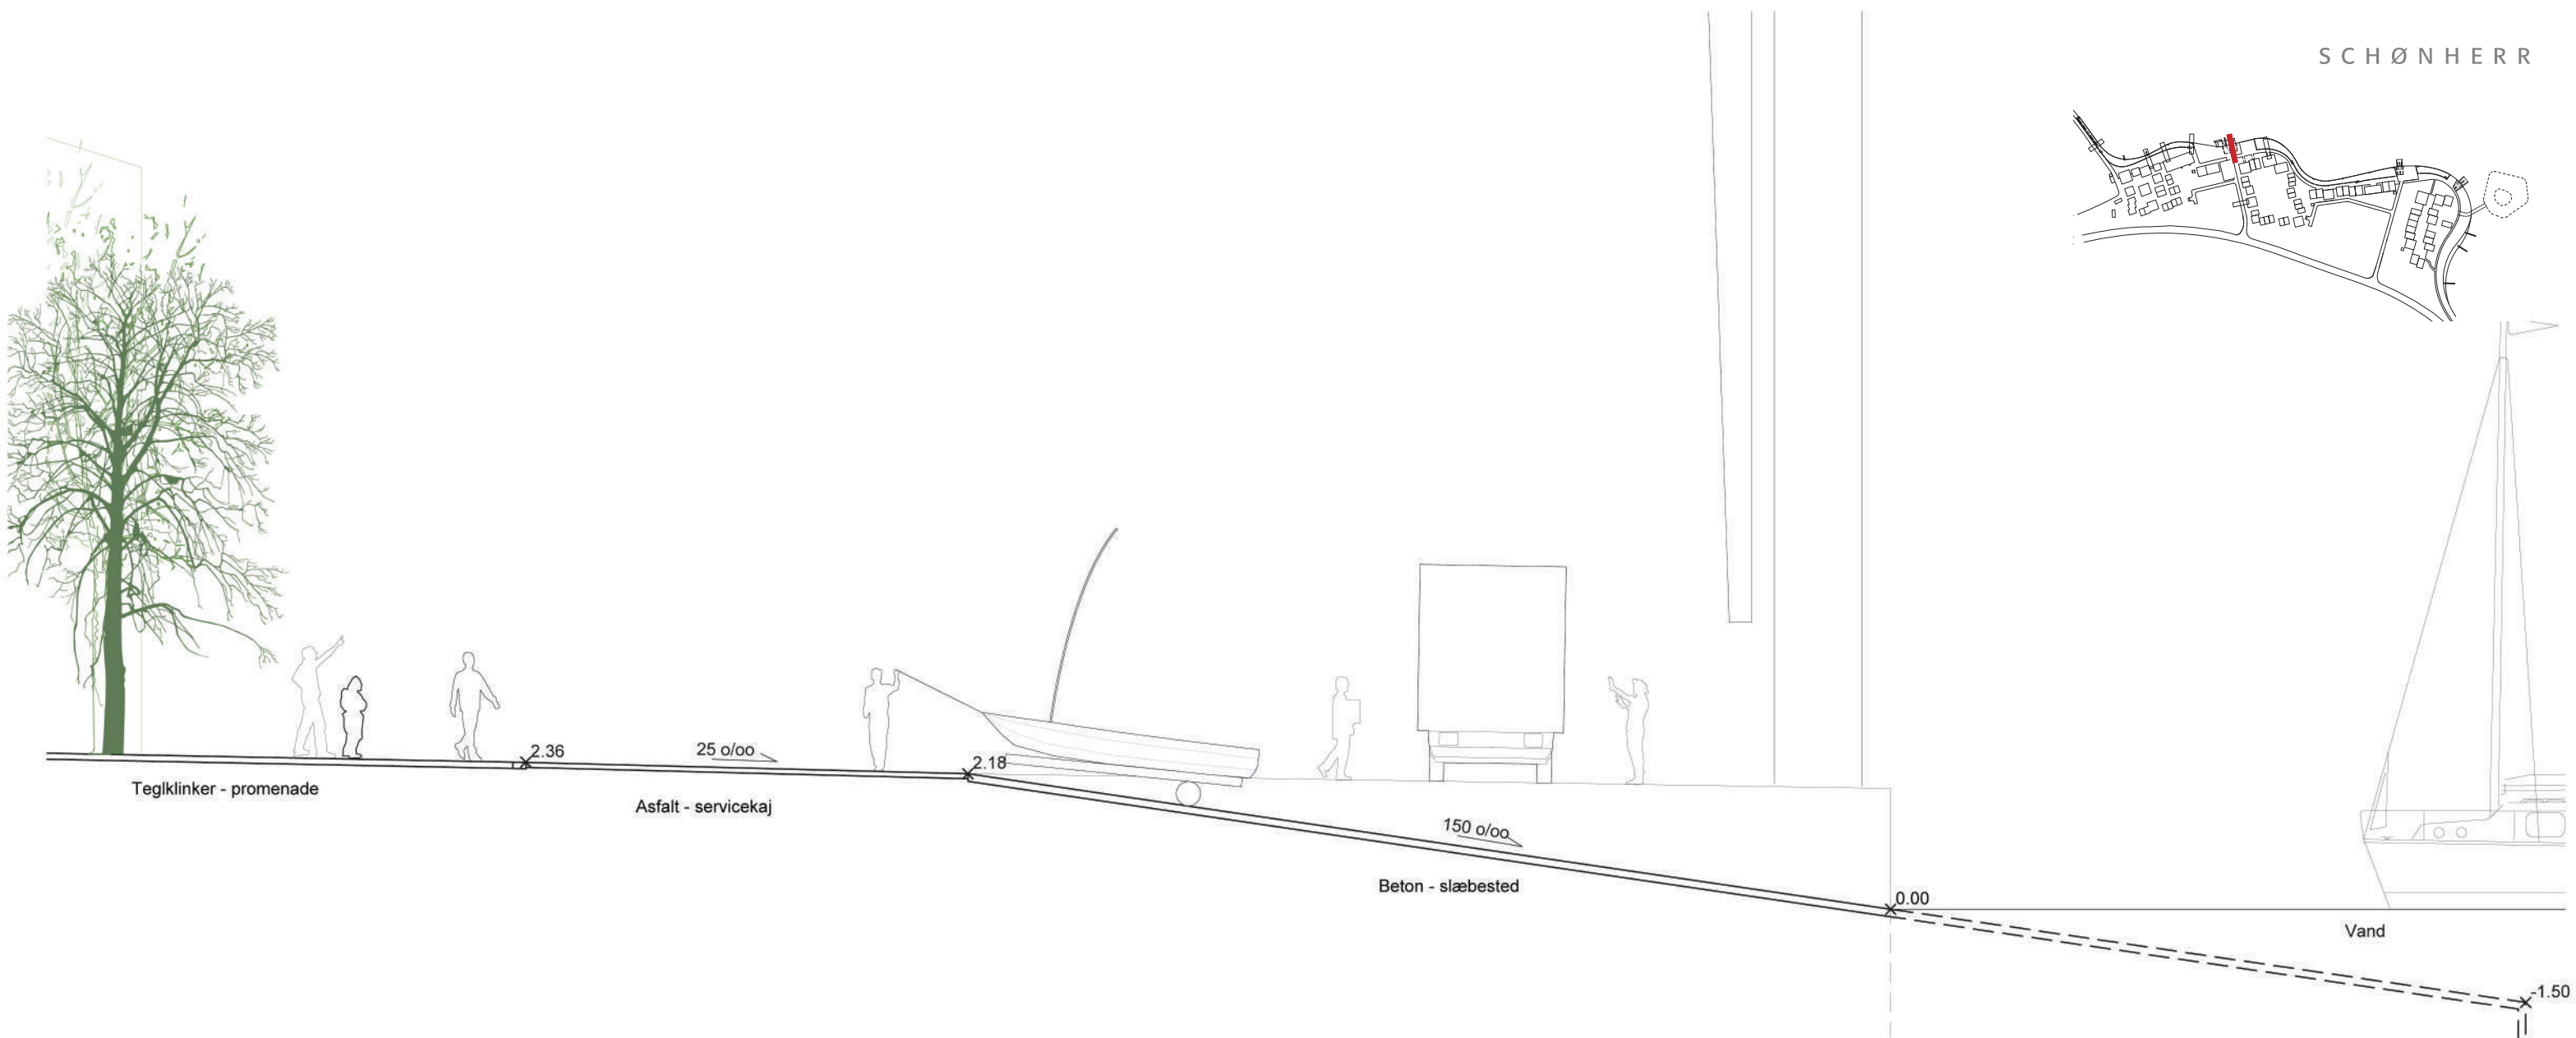 SCHØNHERR
2.36
25 o/oo
2.18
Teglklinker - promenade
Asfalt - servicekaj
150 o/oo
Beton - slæbested
0.00
Vand
-1.50